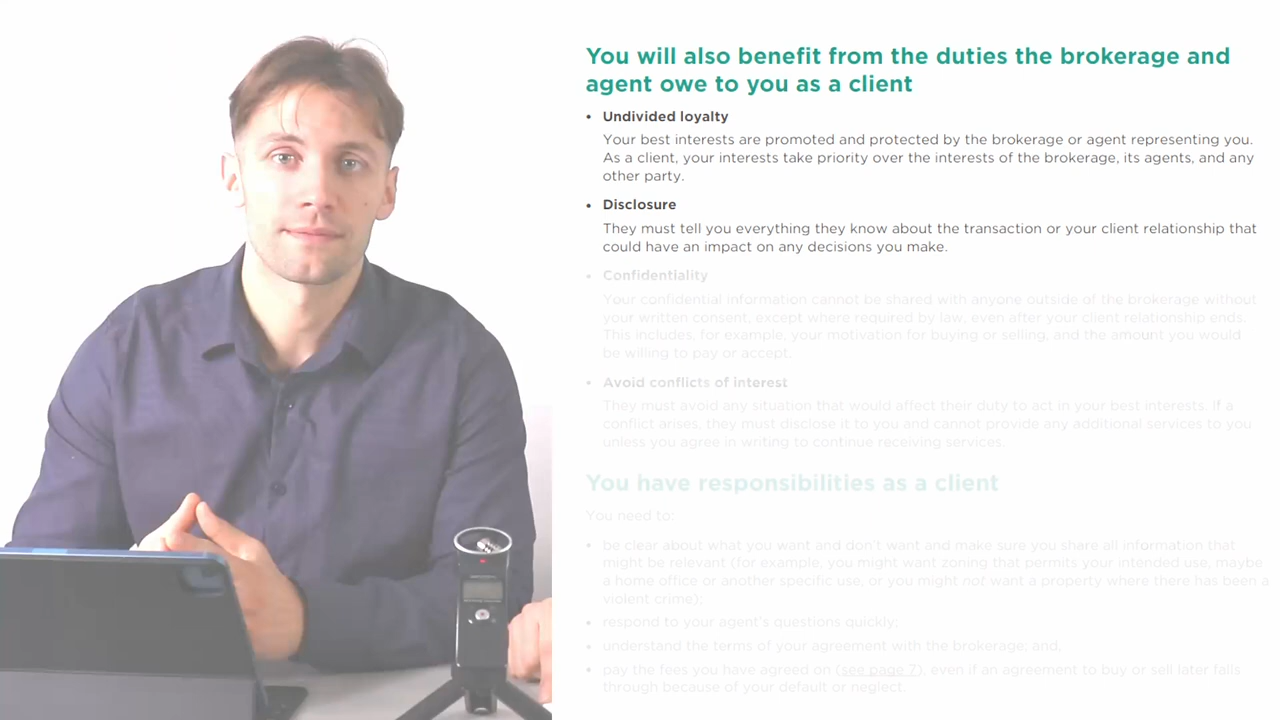 You will also benefit from the duties the brokerage and
agent owe to you as a client
• Undivided loyalty
Your best interests are promoted and protected by the brokerage or agent representing you.
As a client, your interests take priority over the interests of the brokerage, its agents, and any
other party.
• Disclosure
They must tell you everything they know about the transaction or your client relationship that
could have an impact on any decisions you make.
• Confidentiality
Your confidential information cannot be shared with anyone outside of the brokerage without
your written consent, except where required by law, even after your client relationship ends.
This includes, for example, your motivation for buying or selling, and the amount you would
be willing to pay or accept.
• Avoid conflicts of interest
They must avoid any situation that would affect their duty to act in your best interests. If a
conflict arises, they must disclose it to you and cannot provide any additional services to you
unless you agree in writing to continue receiving services.
You have responsibilities as a client
You need to:
• be clear about what you want and don't want and make sure you share all information that
might be relevant (for example, you might want zoning that permits your intended use, maybe
a home office or another specific use, or you might not want a property where there has been a
violent crime);
• respond to your agent's questions quickly;
• understand the terms of your agreement with the brokerage; and,
• pay the fees you have agreed on (see page 7), even if an agreement to buy or sell later falls
through because of your default or neglect.